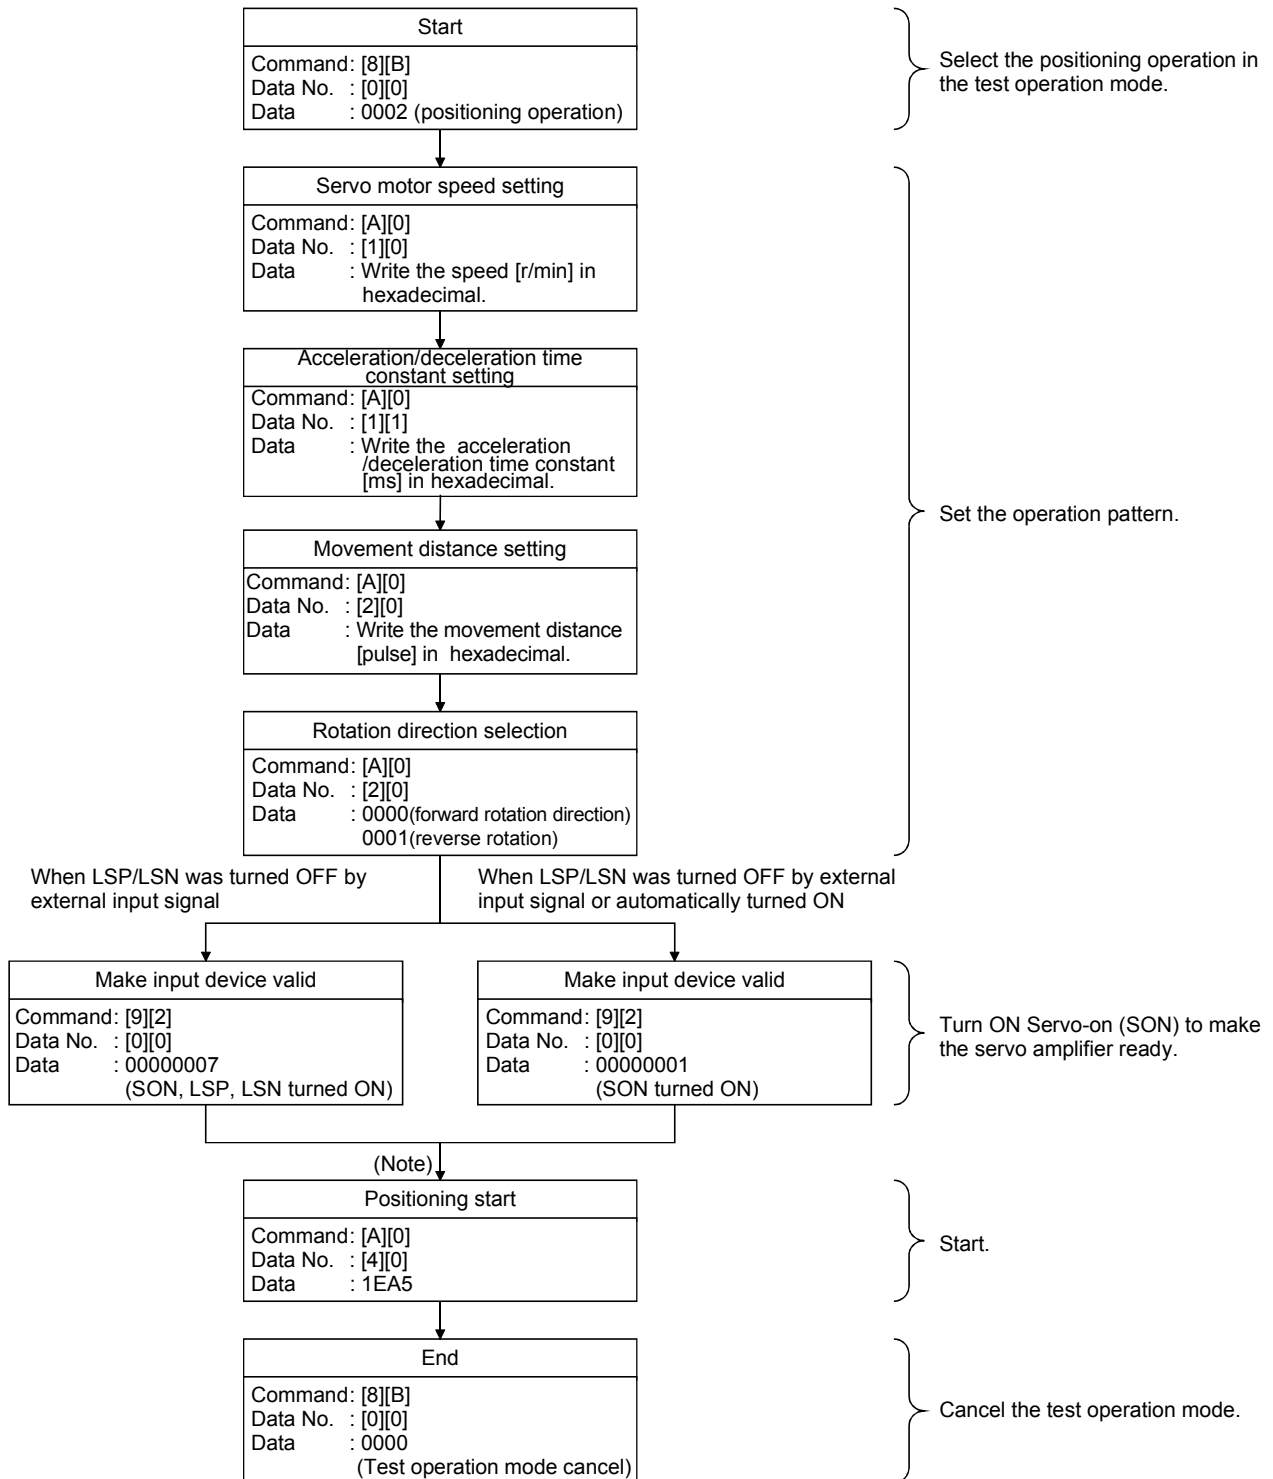 Start
Command: [8][B]
Data No. : [0][0]
Data : 0002 (positioning operation)
Select the positioning operation in
the test operation mode.
Servo motor speed setting
Command: [A][0]
Data No. : [1][0]
Data : Write the speed [r/min] in
hexadecimal.
Acceleration/deceleration time
constant setting
Command: [A][0]
Data No. : [1][1]
Data : Write the acceleration
/deceleration time constant
[ms] in hexadecimal.
Set the operation pattern.
Movement distance setting
Command: [A][0]
Data No. : [2][0]
Data : Write the movement distance
[pulse] in hexadecimal.
Rotation direction selection
Command: [A][0]
Data No. : [2][0]
Data : 0000(forward rotation direction)
0001(reverse rotation)
When LSP/LSN was turned OFF by
external input signal
When LSP/LSN was turned OFF by external
input signal or automatically turned ON
Make input device valid
Command: [9][2]
Data No. : [0][0]
Data : 00000007
(SON, LSP, LSN turned ON)
Make input device valid
Command: [9][2]
Data No. : [0][0]
Data : 00000001
(SON turned ON)
Turn ON Servo-on (SON) to make
the servo amplifier ready.
(Note)
Positioning start
Command: [A][0]
Data No. : [4][0]
Data : 1EA5
Start.
End
Command: [8][B]
Data No. : [0][0]
Data : 0000
(Test operation mode cancel)
Cancel the test operation mode.